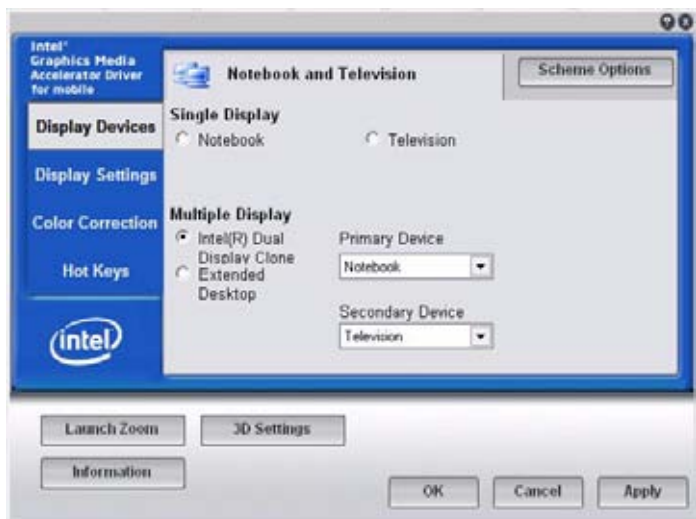 Intel®
Graphics Media
Accelerator Driver
for mobile
Notebook and Television
Scheme Options
Display Devices
Display Settings
Color Correction
Hot Keys
intel
Single Display
Notebook
Television
Multiple Display
Intel(R) Dual
Display Clone
Extended
Desktop
Primary Device
Notebook
Secondary Device
Television
Launch Zoom
3D Settings
Information
OK
Cancel
Apply